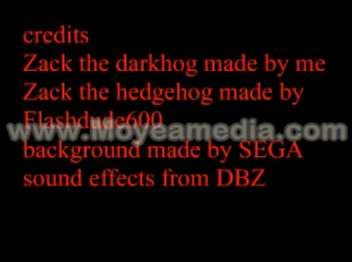 credits
Zack the darkhog made by me
Zack the hedgehog made by
Flashdude600
www.Moyeamedia.com
background made by SEGA
sound effects from DBZ